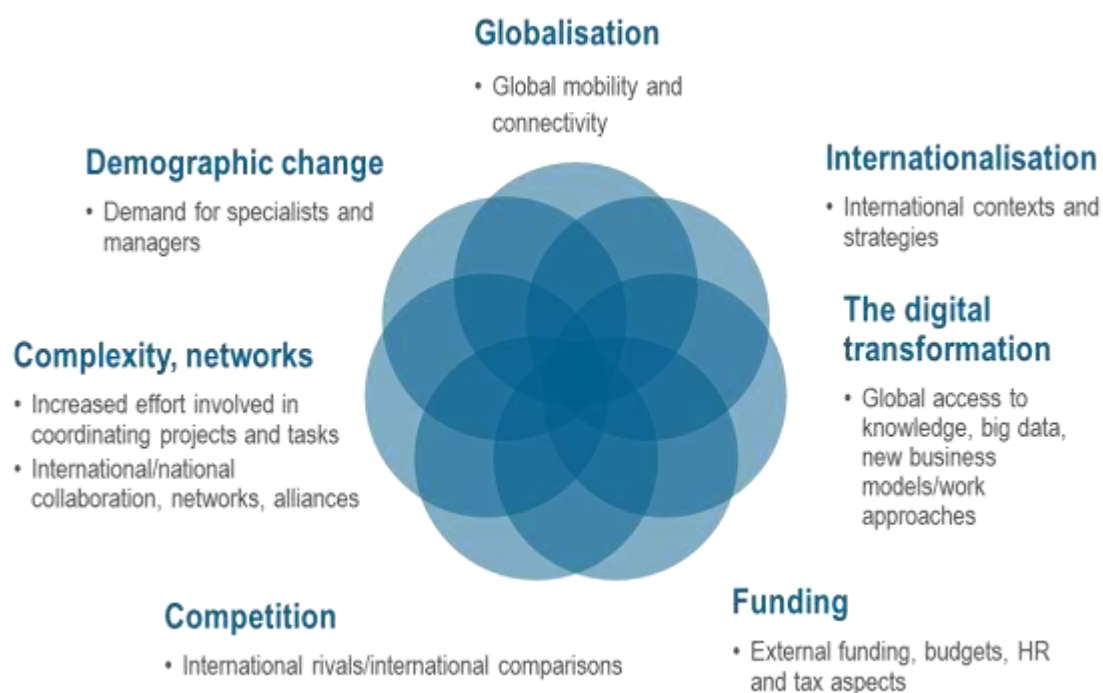 Globalisation
• Global mobility and
connectivity
Demographic change
• Demand for specialists and
managers
Internationalisation
• International contexts and
strategies
The digital
transformation
• Global access to
knowledge, big data,
new business
models/work
approaches
Complexity, networks
• Increased effort involved in
coordinating projects and tasks
• International/national
collaboration, networks, alliances
Competition
• International rivals/international comparisons
Funding
• External funding, budgets, HR
and tax aspects